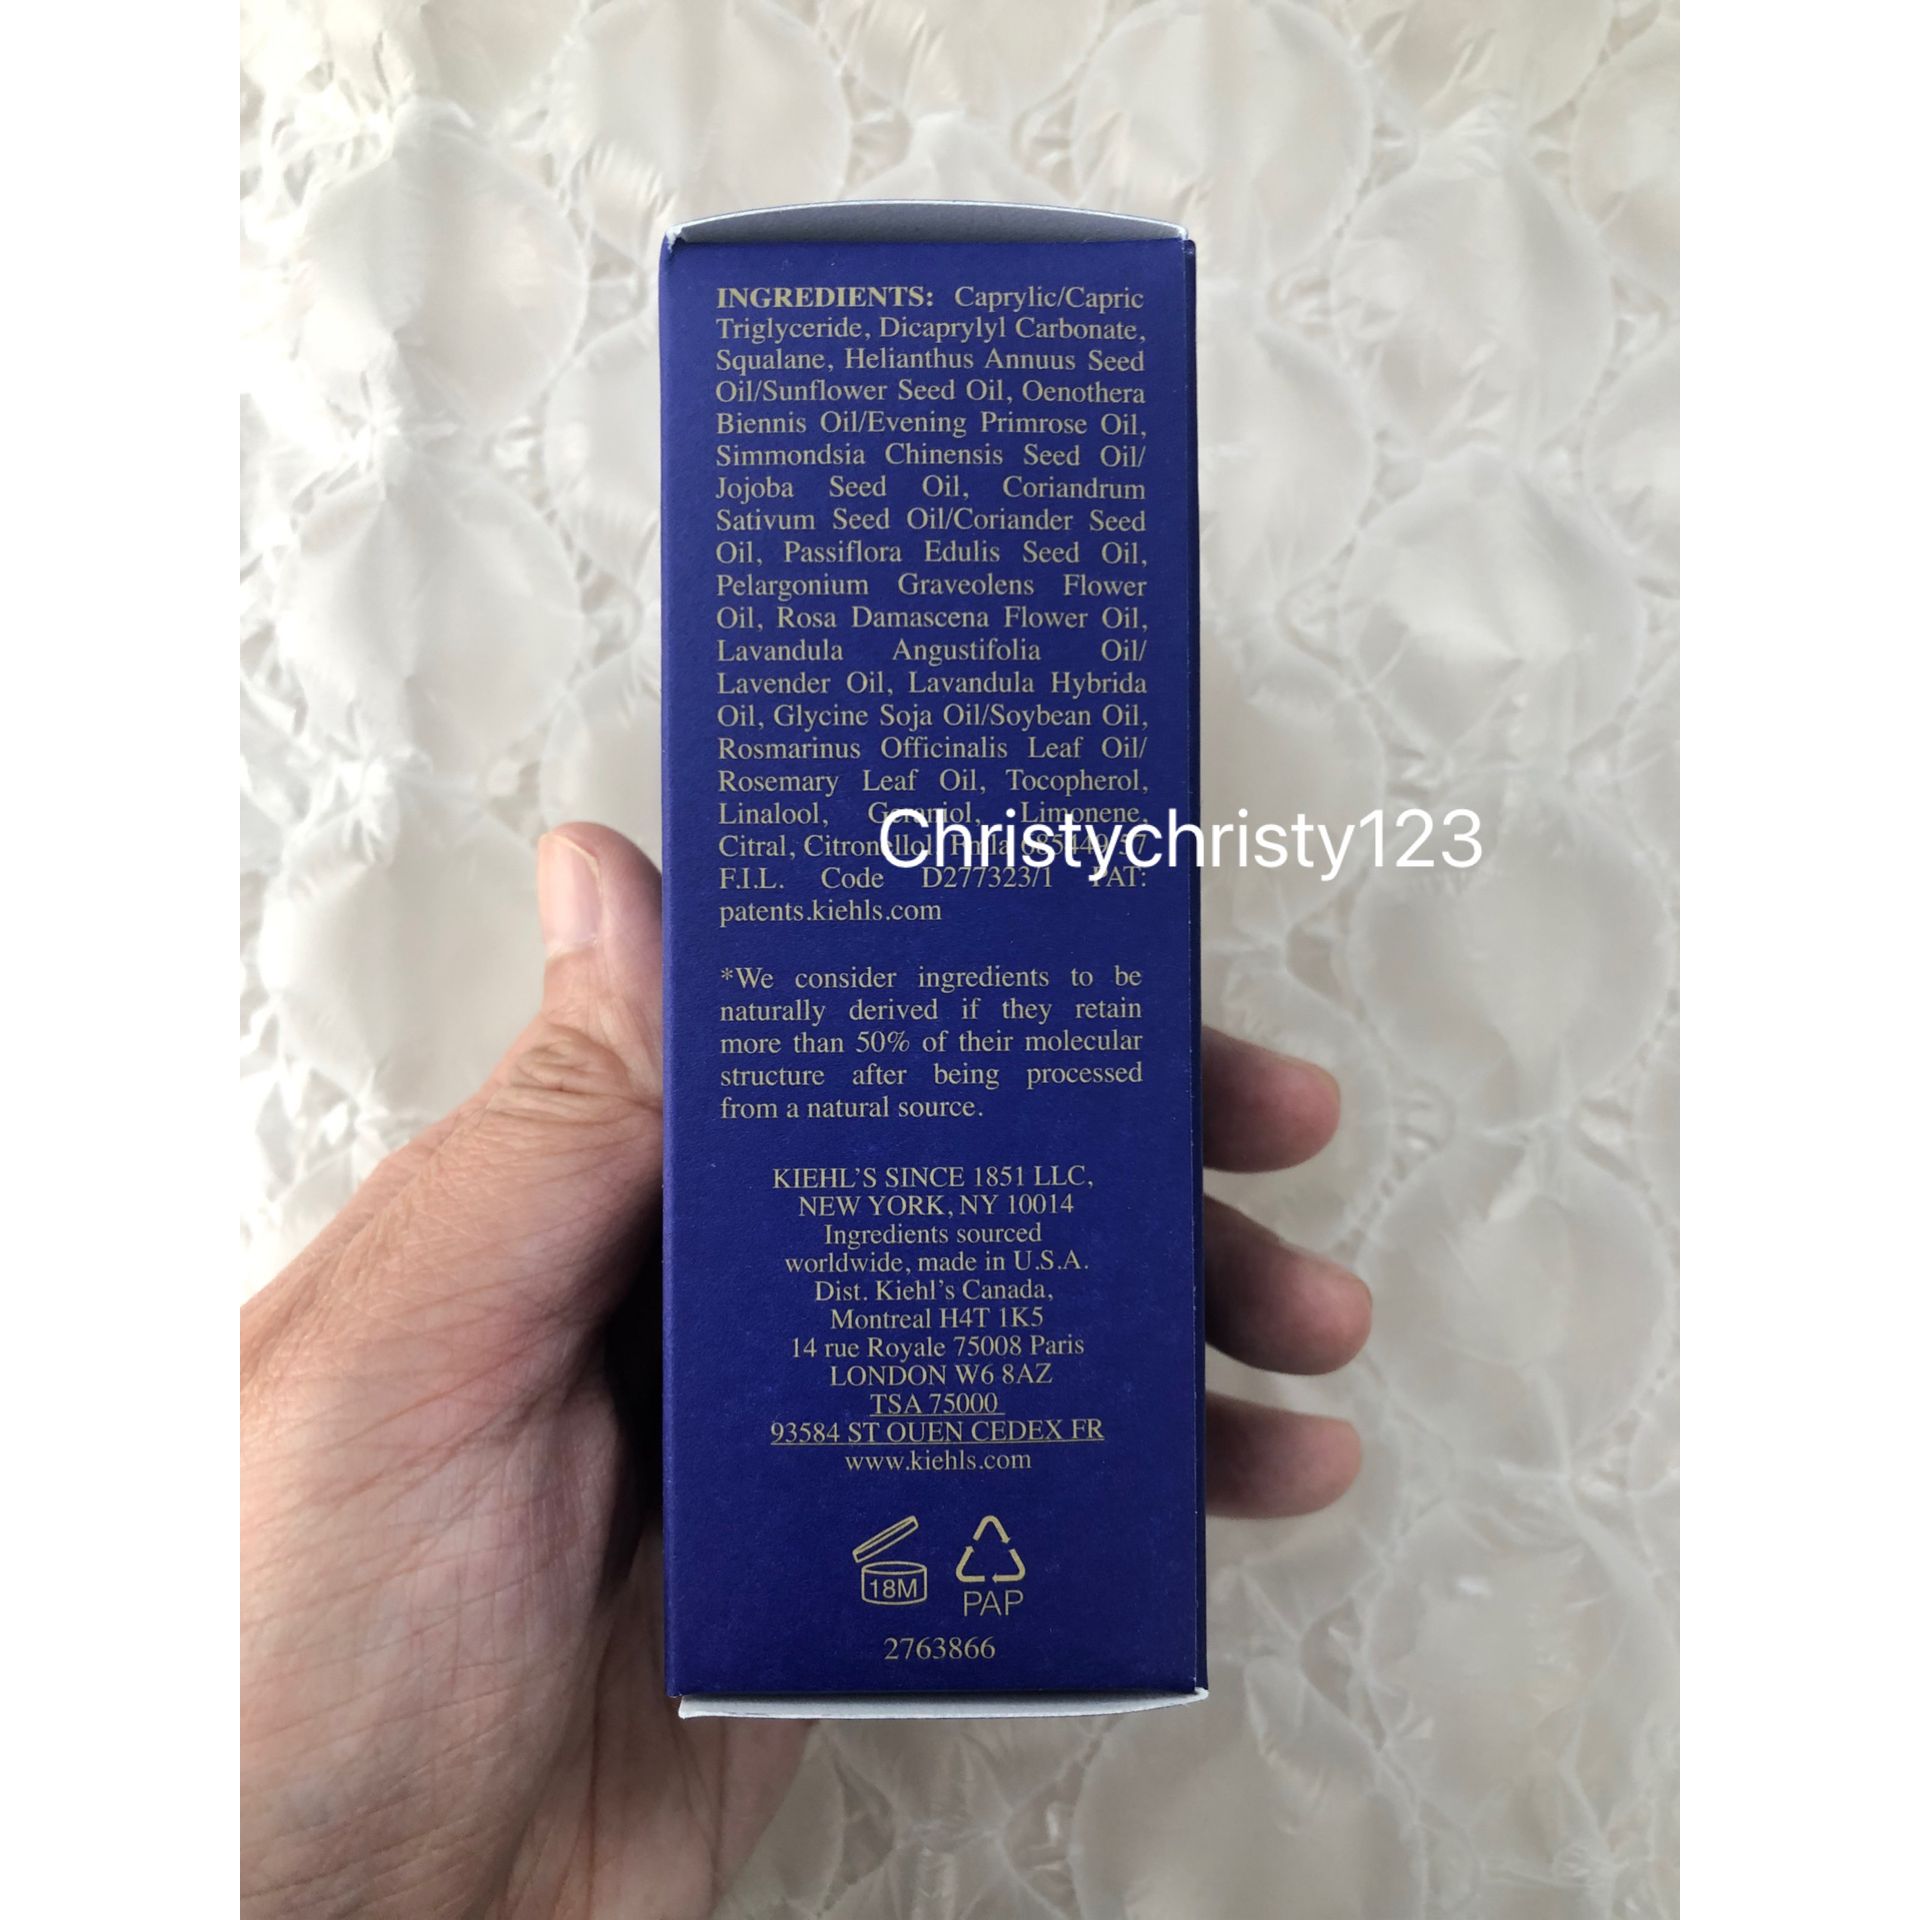 INGREDIENTS: Caprylic/Capric
Triglyceride, Dicaprylyl Carbonate,
Squalane, Helianthus Annuus Seed
Oil/Sunflower Seed Oil, Oenothera
Biennis Oil/Evening Primrose Oil,
Simmondsia Chinensis Seed Oil/
Jojoba Seed Oil, Coriandrum
Sativum Seed Oil/Coriander Seed
Oil, Passiflora Edulis Seed Oil,
Pelargonium Graveolens Flower
Oil, Rosa Damascena Flower Oil,
Lavandula Angustifolia Oil/
Lavender Oil, Lavandula Hybrida
Oil, Glycine Soja Oil/Soybean Oil,
Rosmarinus Officinalis Leaf Oil/
Rosemary Leaf Oil, Tocopherol,
Linalool, Geraniol, Limonene,
Citral, Citronellol,
Christychristy123
F.I.L. Code D277323/1 PAT:
patents.kiehls.com
*We consider ingredients to be
naturally derived if they retain
more than 50% of their molecular
structure after being processed
from a natural source.
KIEHL'S SINCE 1851 LLC,
NEW YORK, NY 10014
Ingredients sourced
worldwide, made in U.S.A.
Dist. Kiehl's Canada,
Montreal H4T 1K5
14 rue Royale 75008 Paris
LONDON W6 8AZ
TSA 75000
93584 ST OUEN CEDEX FR
www.kiehls.com
18M
PAP
2763866